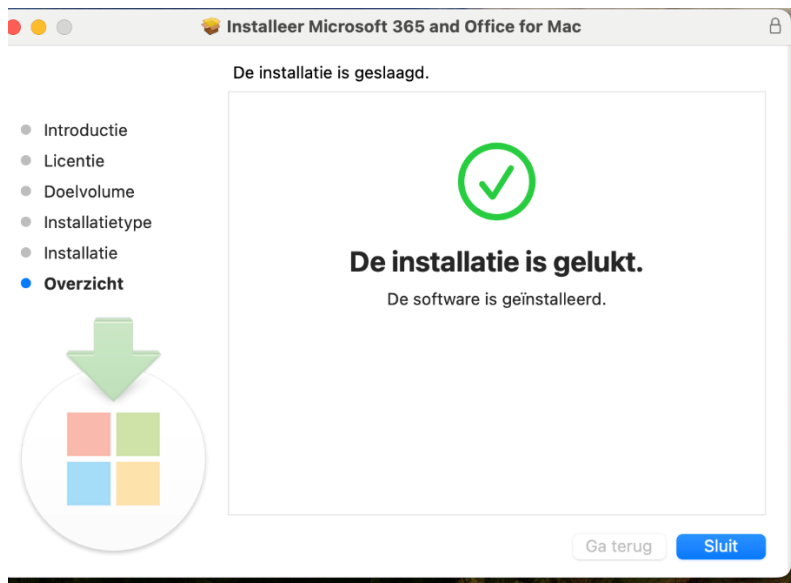 Installeer Microsoft 365 and Office for Mac
De installatie is geslaagd.
Introductie
Licentie
Doelvolume
Installatietype
Installatie
Overzicht
De installatie is gelukt.
De software is geïnstalleerd.
Ga terug
Sluit